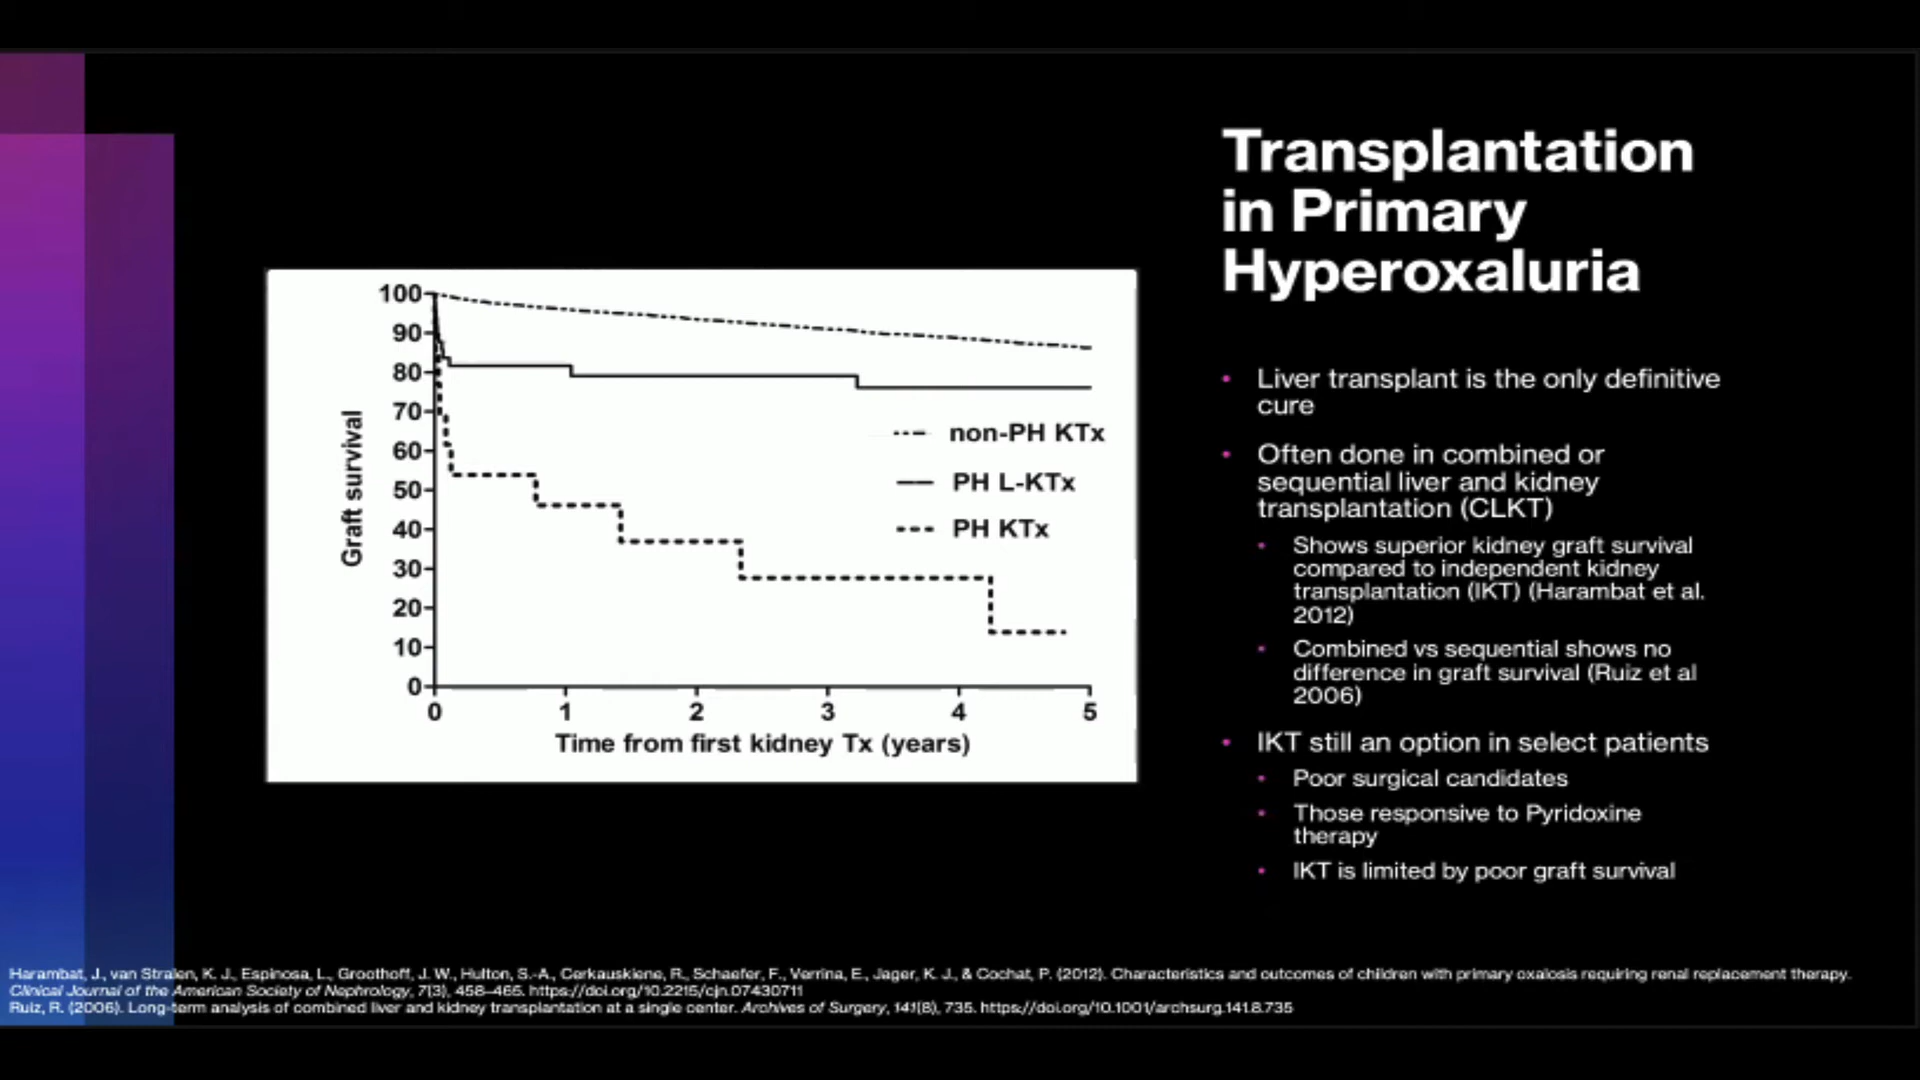 Transplantation
in Primary
Hyperoxaluria
100
90
80
70
60
50
40
30
20
10
0
Graft survival
non-PH KTx
PH L-KTx
PH KTx
0 1 2 3 4 5
Time from first kidney Tx (years)
• Liver transplant is the only definitive
cure
• Often done in combined or
sequential liver and kidney
transplantation (CLKT)
• Shows superior kidney graft survival
compared to independent kidney
transplantation (IKT) (Harambat et al.
2012)
• Combined vs sequential shows no
difference in graft survival (Ruiz et al
2006)
• IKT still an option in select patients
• Poor surgical candidates
• Those responsive to Pyridoxine
therapy
• IKT is limited by poor graft survival
Harambat, J., van Stralen, K. J., Espinosa, L., Groothoff, J. W., Hulton, S.-A., Cerkauskiene, R., Schaefer, F., Verrina, E., Jager, K. J., & Cochat, P. (2012). Characteristics and outcomes of children with primary oxalosis requiring renal replacement therapy.
Clinical Journal of the American Society of Nephrology, 7(3), 458–465. https://doi.org/10.2215/cjn.07430711
Ruiz, R. (2006). Long-term analysis of combined liver and kidney transplantation at a single center. Archives of Surgery, 141(8), 735. https://doi.org/10.1001/archsurg.141.8.735